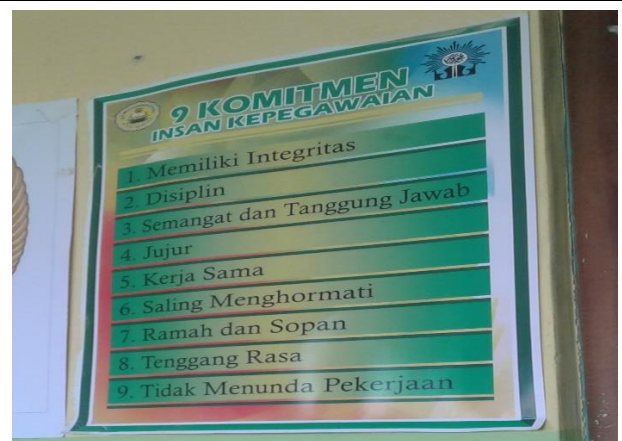 9 KOMITMEN
INSAN KEPEGAWAIAN
1. Memiliki Integritas
2. Disiplin
3. Semangat dan Tanggung Jawab
4. Jujur
5. Kerja Sama
6. Saling Menghormati
7. Ramah dan Sopan
8. Tenggang Rasa
9. Tidak Menunda Pekerjaan